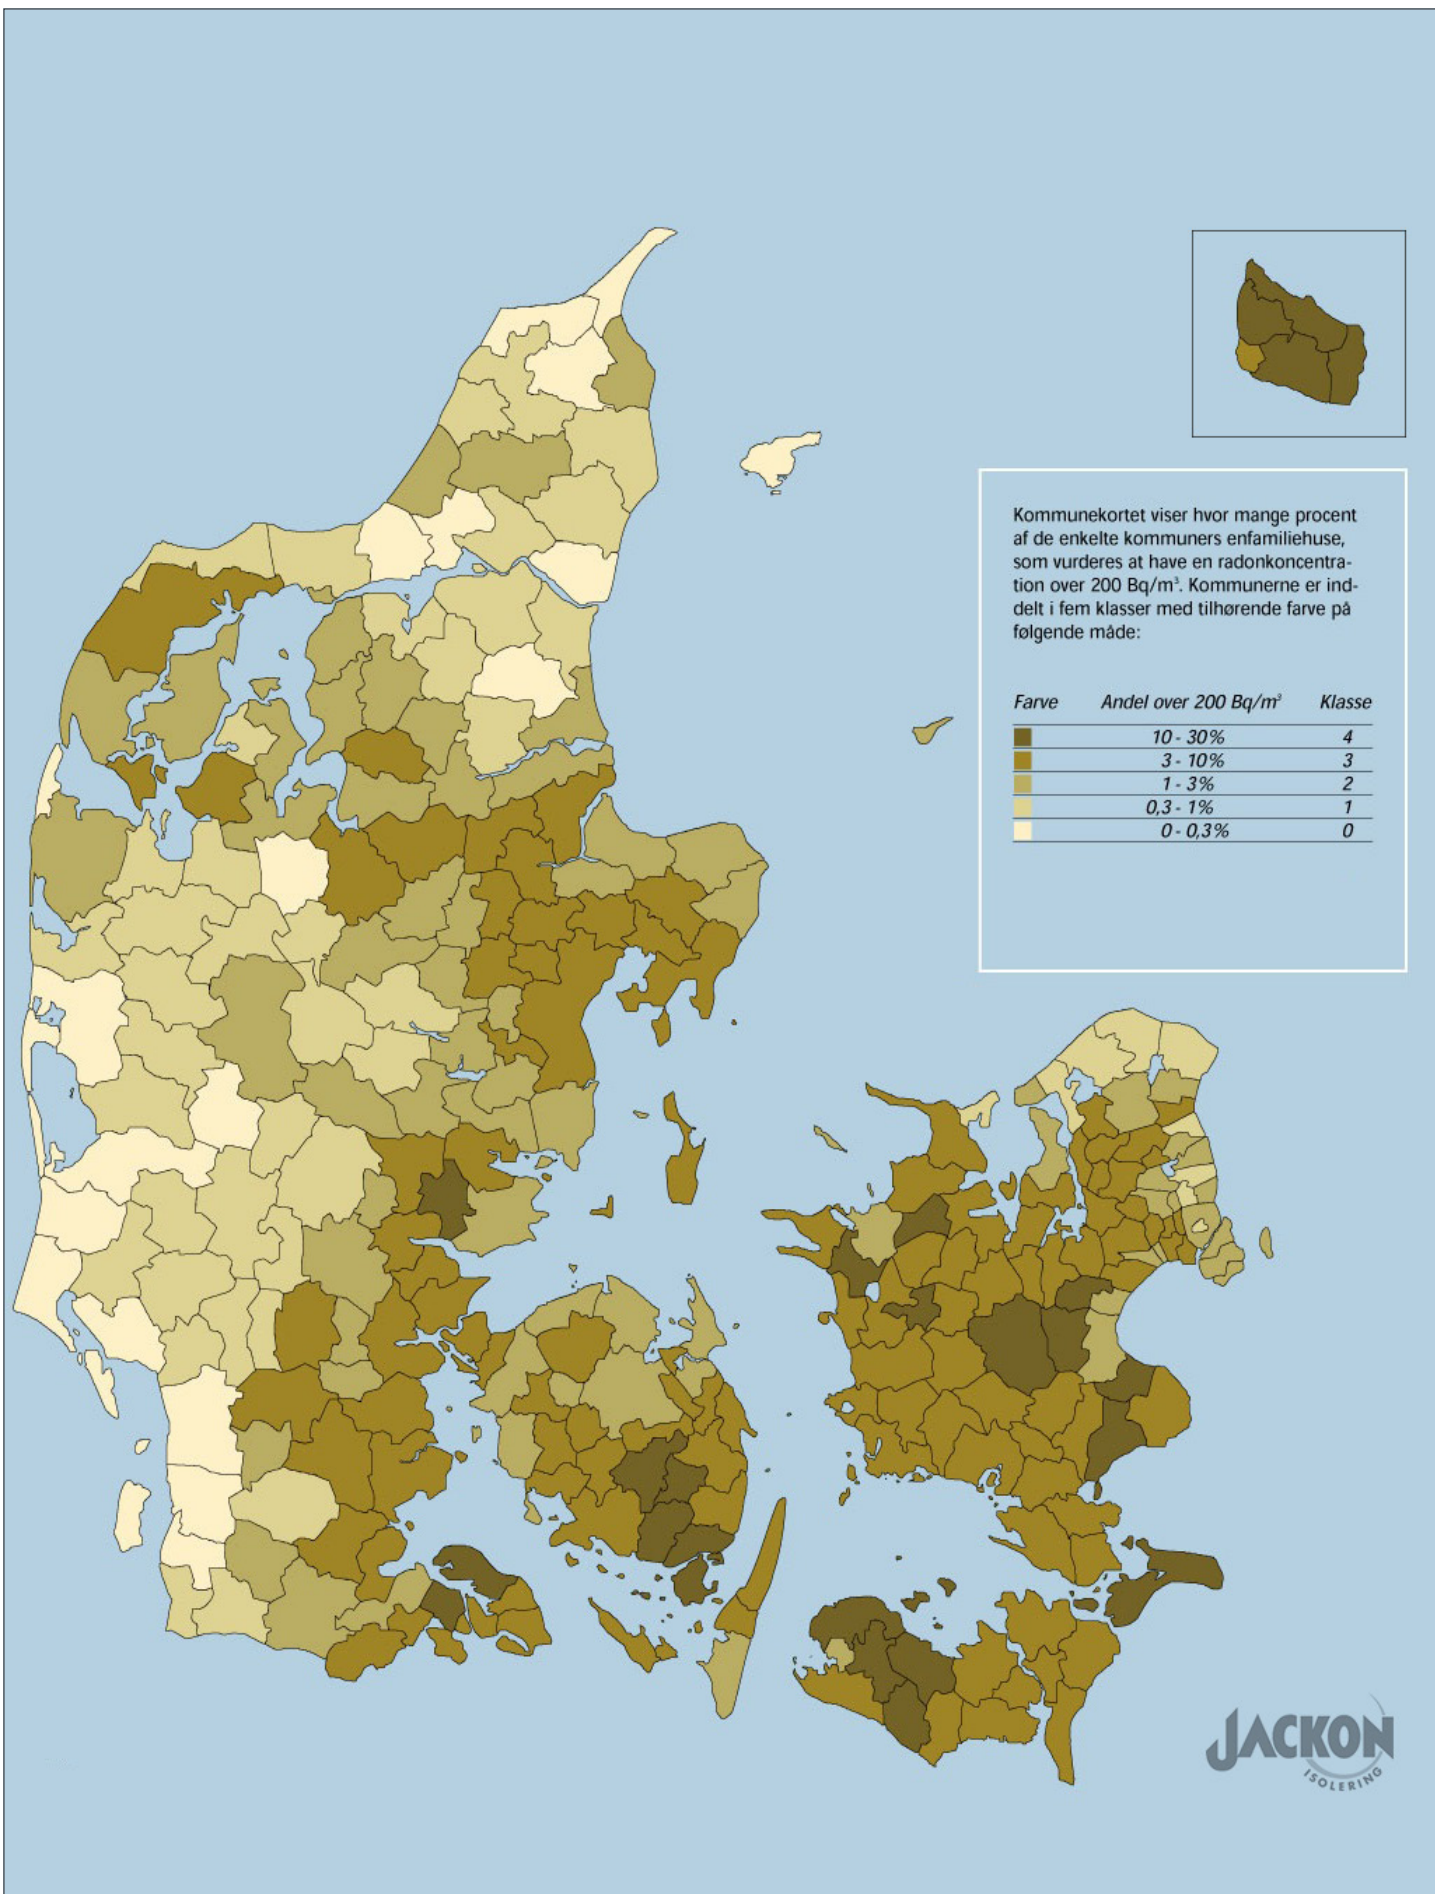 Kommunekortet viser hvor mange procent
af de enkelte kommuners enfamiliehuse,
som vurderes at have en radonkoncentra-
tion over 200 Bq/m³. Kommunerne er ind-
delt i fem klasser med tilhørende farve på
følgende måde:
Farve Andel over 200 Bq/m³ Klasse
10 - 30% 4
3 - 10% 3
1 - 3% 2
0,3 - 1% 1
0 - 0,3% 0
JACKON
ISOLERING